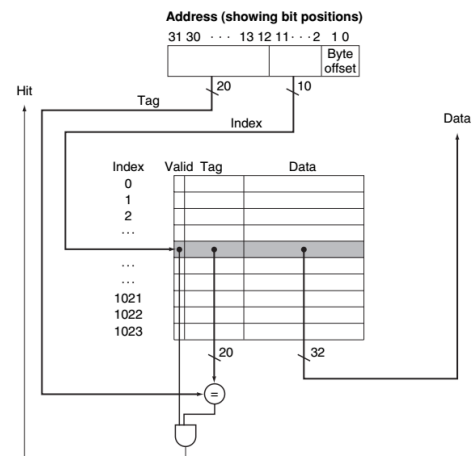 Address (showing bit positions)
31 30 ··· 13 12 11···2 1 0
Byte
offset
20
10
Hit
Tag
Data
Index
Index Valid Tag Data
0
1
2
...
...
...
1021
1022
1023
20
32
=